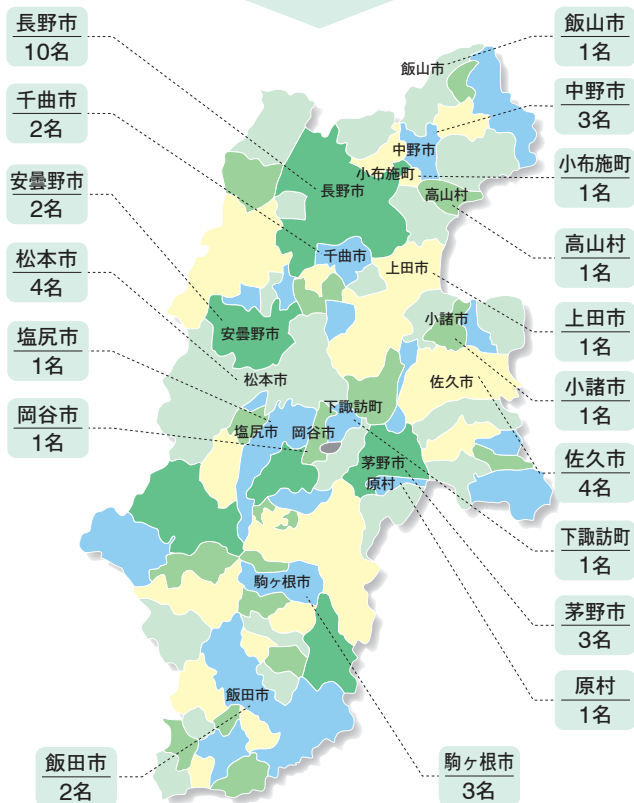 長野市
10名
千曲市
2名
安曇野市
2名
松本市
4名
塩尻市
1名
岡谷市
1名
飯田市
2名
飯山市
1名
中野市
3名
小布施町
1名
高山村
1名
上田市
1名
小諸市
1名
佐久市
4名
下諏訪町
1名
茅野市
3名
原村
1名
駒ヶ根市
3名
飯山市
中野市
小布施町
長野市
高山村
千曲市
上田市
小諸市
安曇野市
松本市
佐久市
下諏訪町
塩尻市
岡谷市
茅野市
原村
駒ヶ根市
飯田市